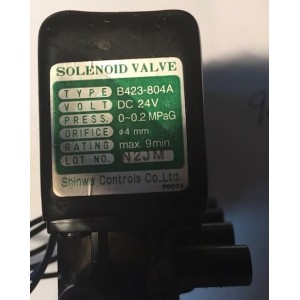 SOLENOID VALVE
TYPE B423-804A
VOLT DC 24V
PRESS. 0~0.2 MPaG
ORIFICE φ4 mm
RATING max. 9min.
LOT NO. N2JM
Shinwa Controls Co.,Ltd.